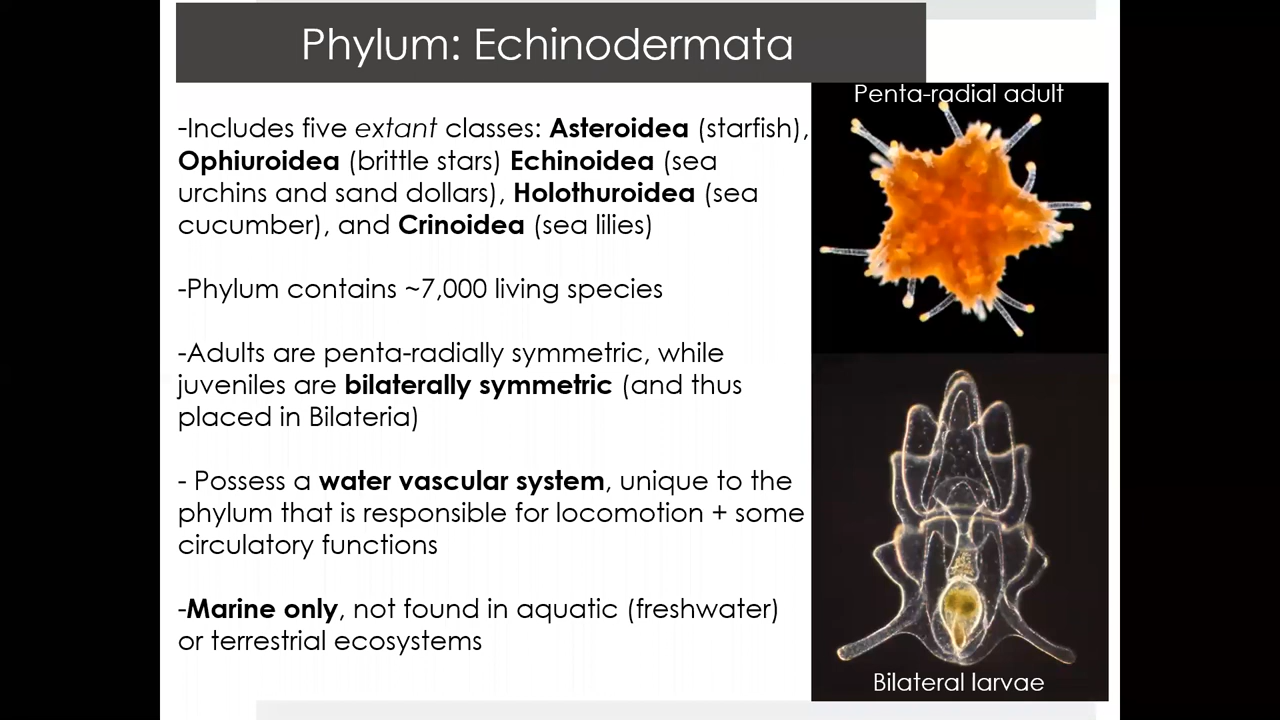 Phylum: Echinodermata
-Includes five extant classes: Asteroidea (starfish),
Ophiuroidea (brittle stars) Echinoidea (sea
urchins and sand dollars), Holothuroidea (sea
cucumber), and Crinoidea (sea lilies)
-Phylum contains ~7,000 living species
-Adults are penta-radially symmetric, while
juveniles are bilaterally symmetric (and thus
placed in Bilateria)
- Possess a water vascular system, unique to the
phylum that is responsible for locomotion + some
circulatory functions
-Marine only, not found in aquatic (freshwater)
or terrestrial ecosystems
Penta-radial adult
Bilateral larvae